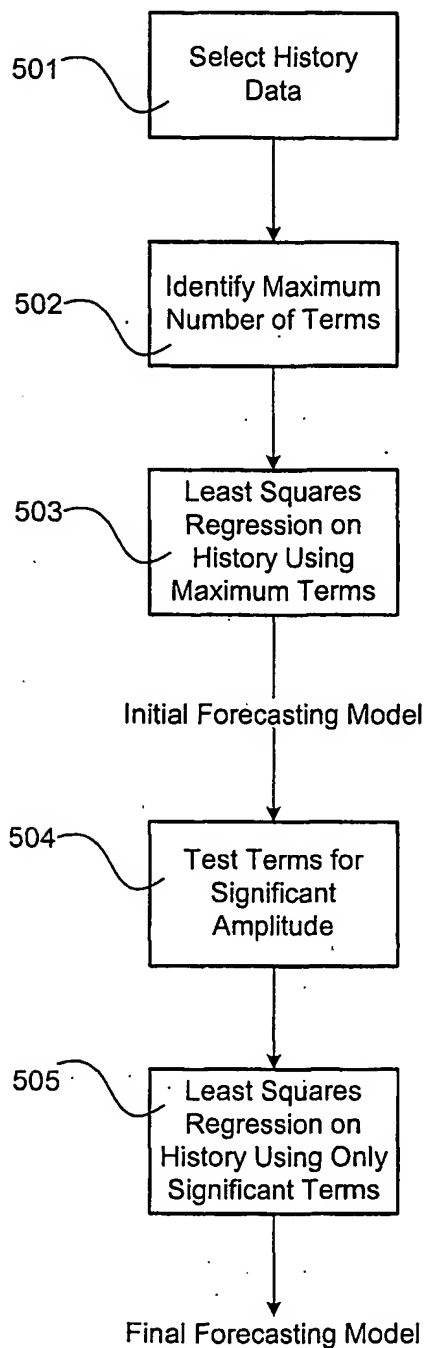 501
Select History
Data
502
Identify Maximum
Number of Terms
503
Least Squares
Regression on
History Using
Maximum Terms
Initial Forecasting Model
504
Test Terms for
Significant
Amplitude
505
Least Squares
Regression on
History Using Only
Significant Terms
Final Forecasting Model